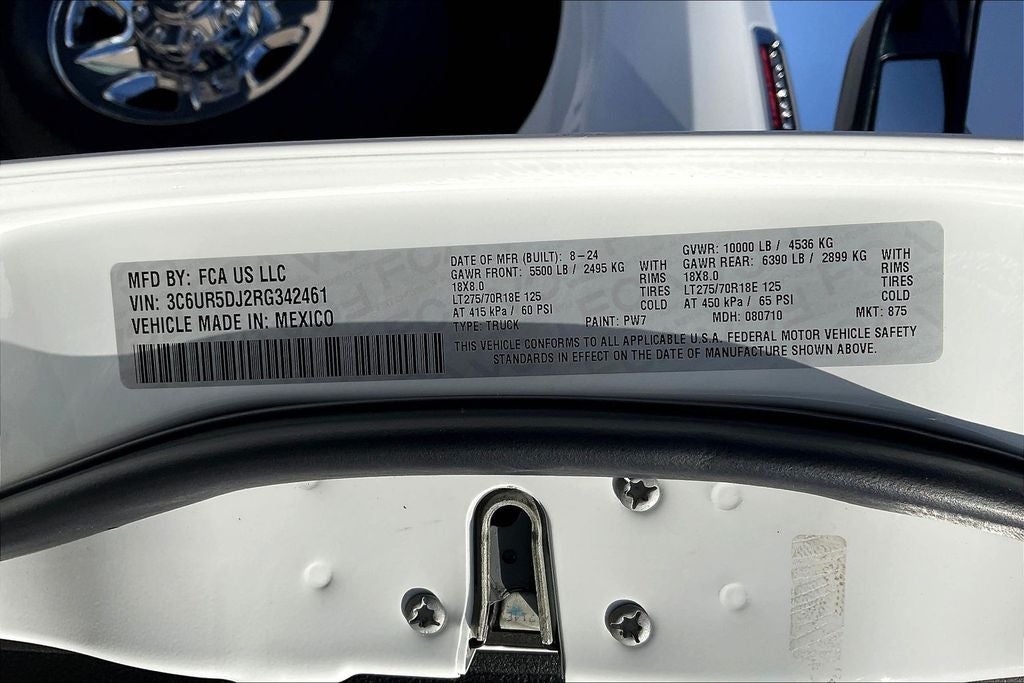 MFD BY: FCA US LLC
VIN: 3C6UR5DJ2RG342461
VEHICLE MADE IN: MEXICO
DATE OF MFR (BUILT): 8-24
GAWR FRONT: 5500 LB / 2495 KG WITH
18X8.0 RIMS
LT275/70R18E 125 TIRES
AT 415 kPa / 60 PSI COLD
TYPE: TRUCK PAINT: PW7
GVWR: 10000 LB / 4536 KG
GAWR REAR: 6390 LB / 2899 KG WITH
18X8.0 RIMS
LT275/70R18E 125 TIRES
AT 450 kPa / 65 PSI COLD
MDH: 080710 MKT: 875
THIS VEHICLE CONFORMS TO ALL APPLICABLE U.S.A. FEDERAL MOTOR VEHICLE SAFETY
STANDARDS IN EFFECT ON THE DATE OF MANUFACTURE SHOWN ABOVE.